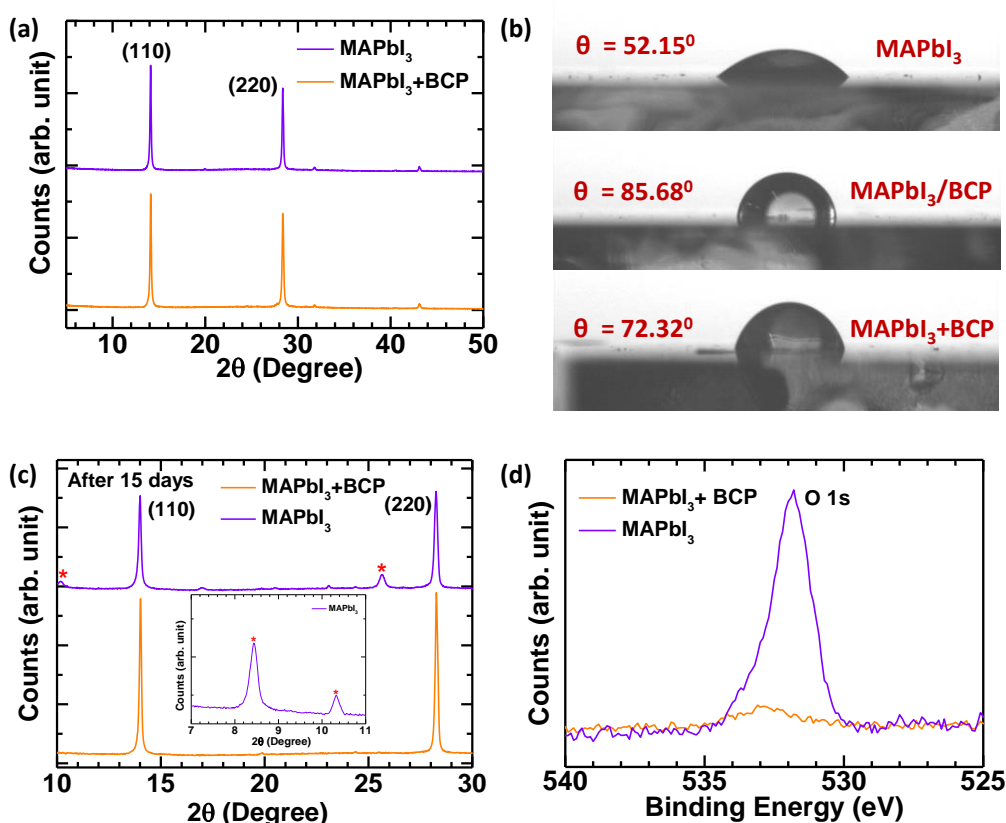 (a)
(110)
(220)
MAPbI₃
MAPbI₃+BCP
Counts (arb. unit)
10 20 30 40 50
2θ (Degree)
(b)
θ = 52.15⁰ MAPbI₃
θ = 85.68⁰ MAPbI₃/BCP
θ = 72.32⁰ MAPbI₃+BCP
(c)
After 15 days
(110)
MAPbI₃+BCP
MAPbI₃
(220)
*
*
Counts (arb. unit)
MAPbI₃
*
*
Counts (arb. unit)
7 8 9 10 11
2θ (Degree)
10 15 20 25 30
2θ (Degree)
(d)
MAPbI₃+ BCP
MAPbI₃
O 1s
Counts (arb. unit)
540 535 530 525
Binding Energy (eV)